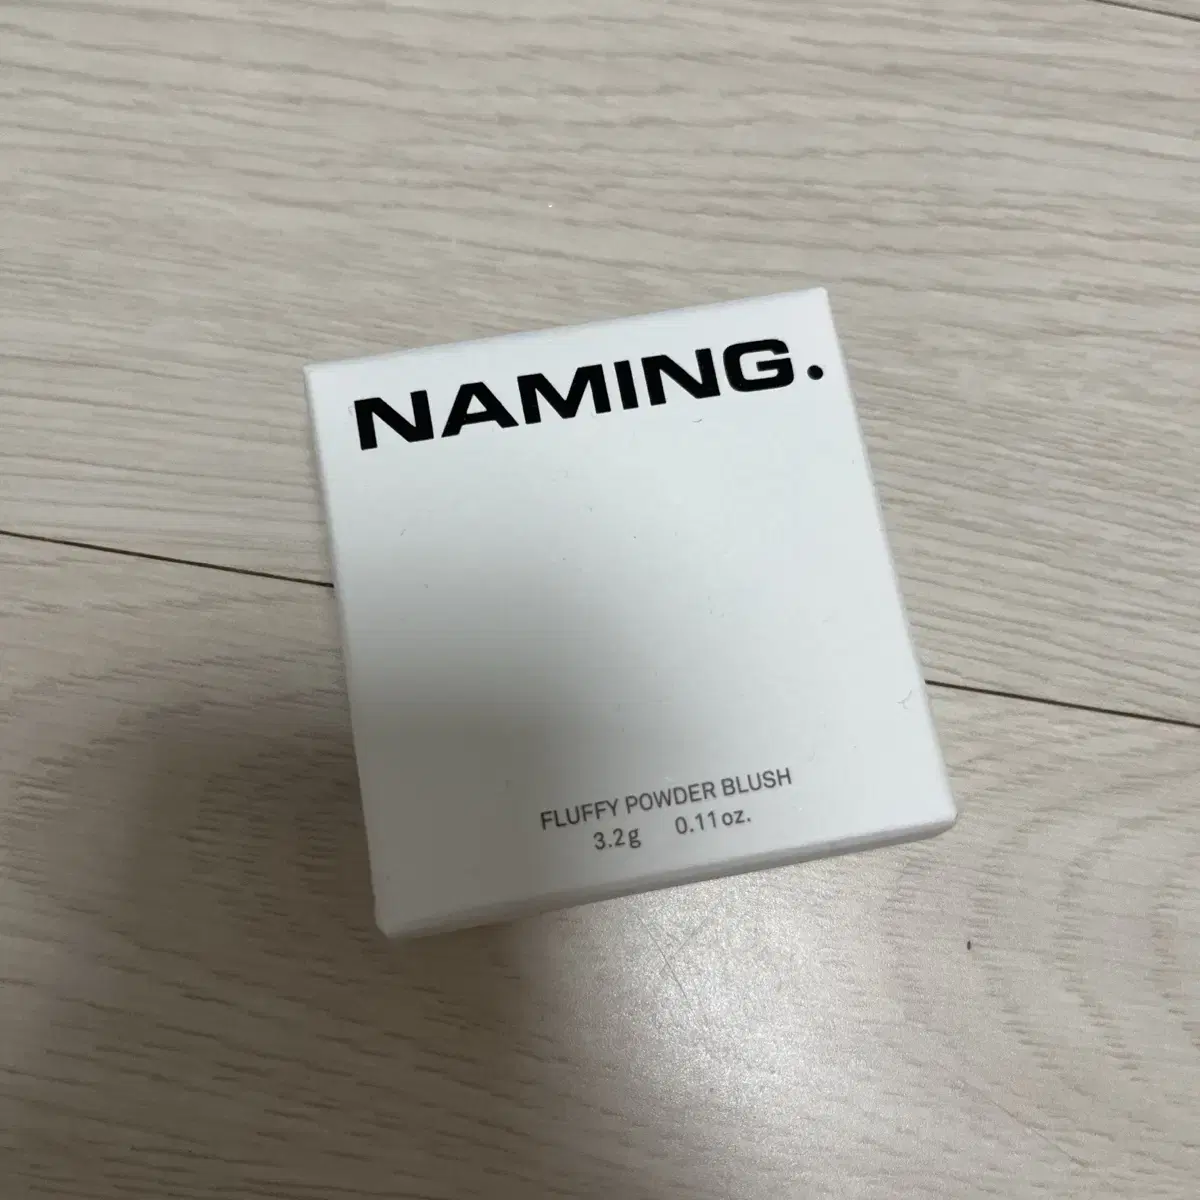 NAMING.
FLUFFY POWDER BLUSH
3.2g 0.11oz.